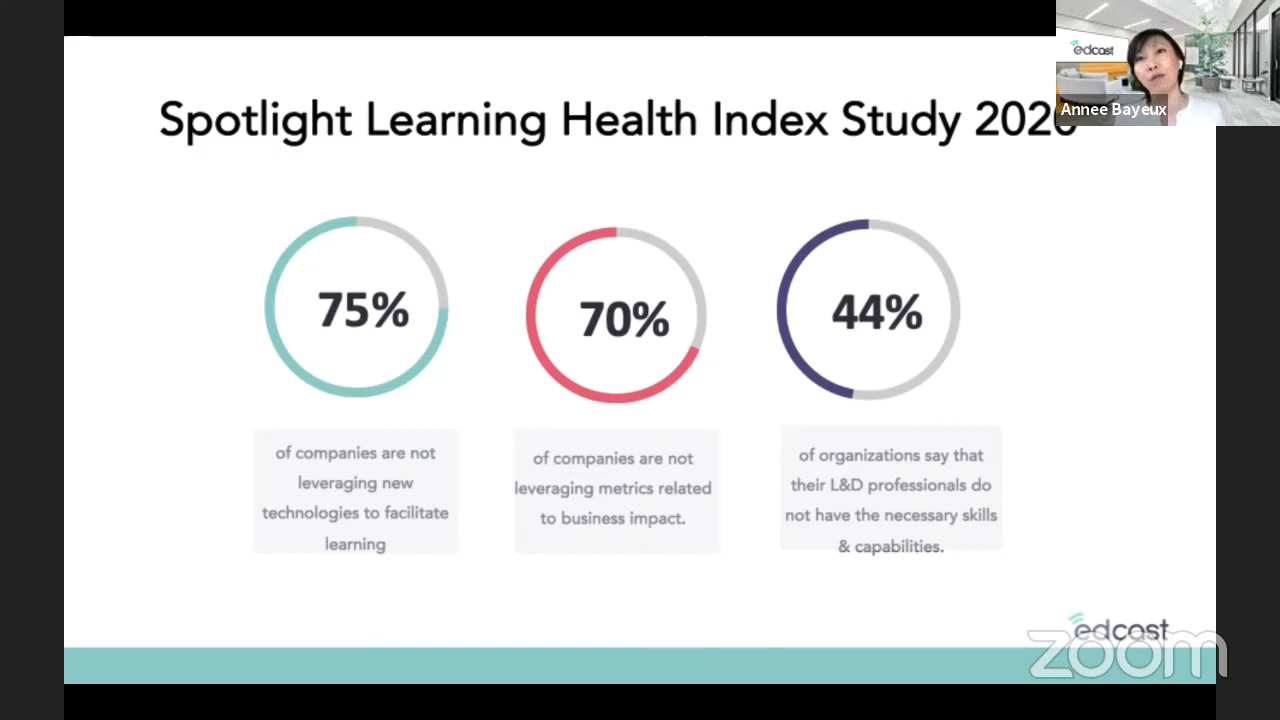 edcast
Annee Bayeux
Spotlight Learning Health Index Study 2020
75%
70%
44%
of companies are not
leveraging new
technologies to facilitate
learning
of companies are not
leveraging metrics related
to business impact.
of organizations say that
their L&D professionals do
not have the necessary skills
& capabilities.
edcast
zoom